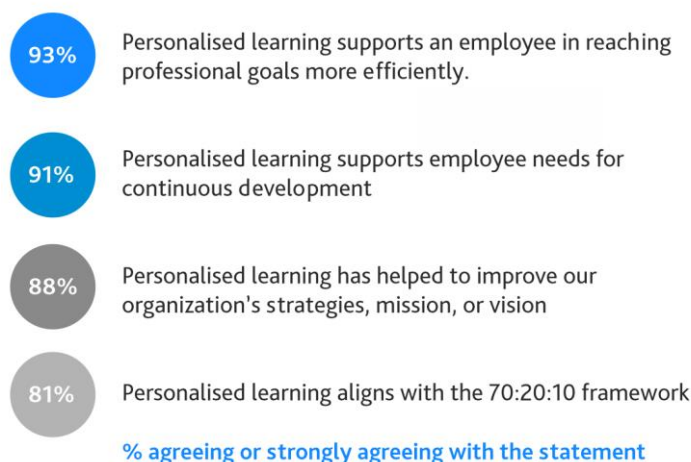 93%
Personalised learning supports an employee in reaching
professional goals more efficiently.
91%
Personalised learning supports employee needs for
continuous development
88%
Personalised learning has helped to improve our
organization's strategies, mission, or vision
81%
Personalised learning aligns with the 70:20:10 framework
% agreeing or strongly agreeing with the statement